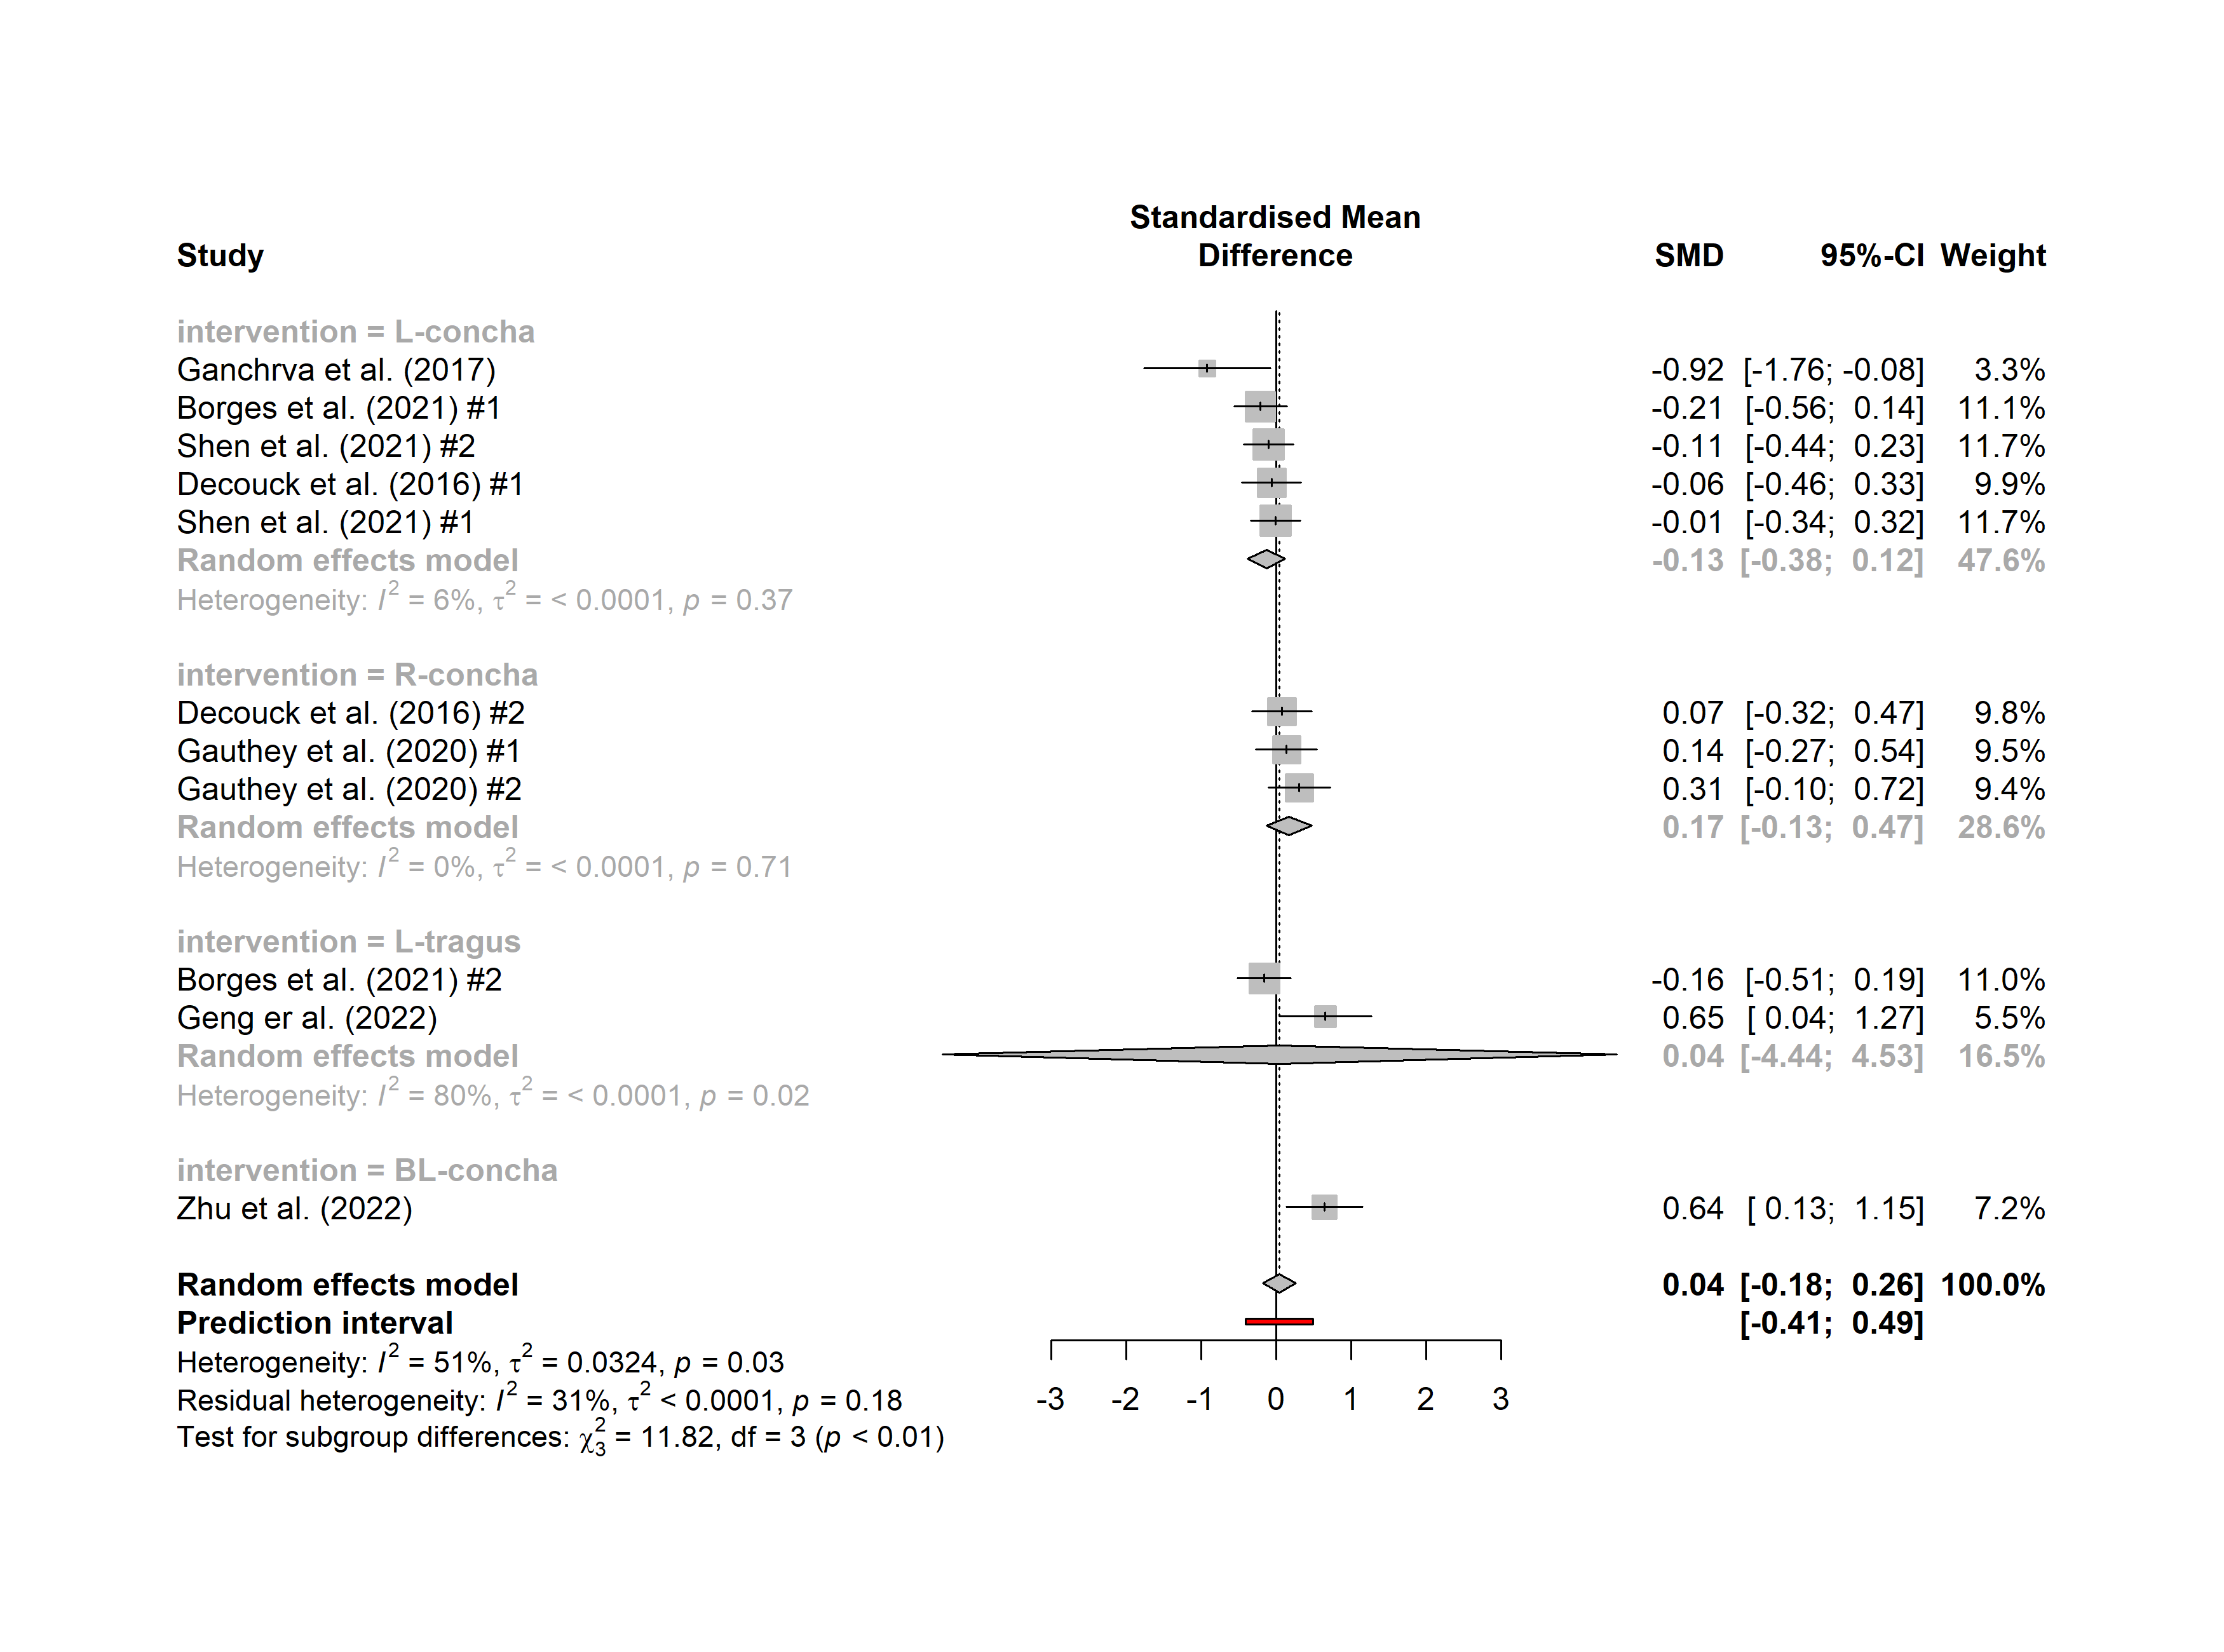 Standardised Mean
Study Difference SMD 95%-CI Weight
intervention = L-concha
Ganchrva et al. (2017) -0.92 [-1.76; -0.08] 3.3%
Borges et al. (2021) #1 -0.21 [-0.56; 0.14] 11.1%
Shen et al. (2021) #2 -0.11 [-0.44; 0.23] 11.7%
Decouck et al. (2016) #1 -0.06 [-0.46; 0.33] 9.9%
Shen et al. (2021) #1 -0.01 [-0.34; 0.32] 11.7%
Random effects model -0.13 [-0.38; 0.12] 47.6%
Heterogeneity: I² = 6%, τ² = < 0.0001, p = 0.37
intervention = R-concha
Decouck et al. (2016) #2 0.07 [-0.32; 0.47] 9.8%
Gauthey et al. (2020) #1 0.14 [-0.27; 0.54] 9.5%
Gauthey et al. (2020) #2 0.31 [-0.10; 0.72] 9.4%
Random effects model 0.17 [-0.13; 0.47] 28.6%
Heterogeneity: I² = 0%, τ² = < 0.0001, p = 0.71
intervention = L-tragus
Borges et al. (2021) #2 -0.16 [-0.51; 0.19] 11.0%
Geng er al. (2022) 0.65 [ 0.04; 1.27] 5.5%
Random effects model 0.04 [-4.44; 4.53] 16.5%
Heterogeneity: I² = 80%, τ² = < 0.0001, p = 0.02
intervention = BL-concha
Zhu et al. (2022) 0.64 [ 0.13; 1.15] 7.2%
Random effects model 0.04 [-0.18; 0.26] 100.0%
Prediction interval [-0.41; 0.49]
Heterogeneity: I² = 51%, τ² = 0.0324, p = 0.03
Residual heterogeneity: I² = 31%, τ² < 0.0001, p = 0.18
-3 -2 -1 0 1 2 3
Test for subgroup differences: χ²₃ = 11.82, df = 3 (p < 0.01)